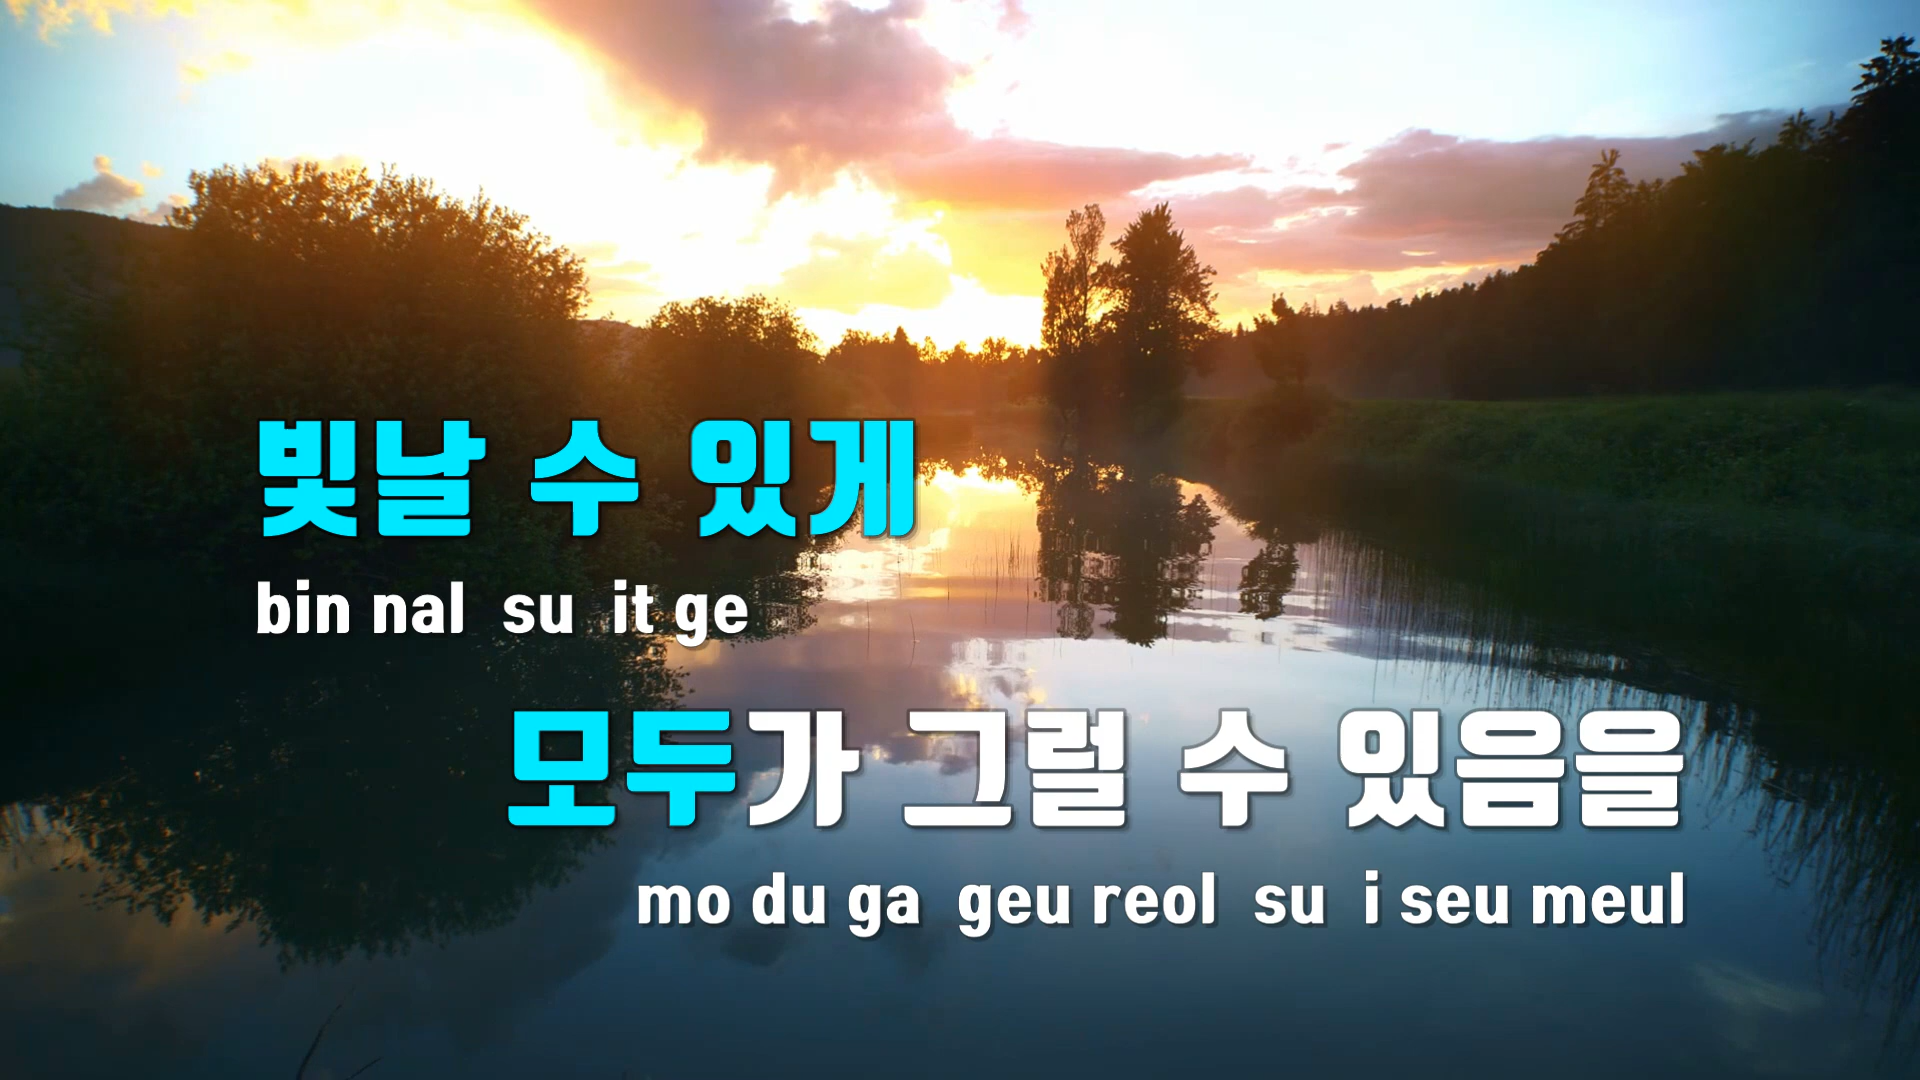 빛날 수 있게
bin nal su it ge
모두가 그럴 수 있음을
mo du ga geu reol su i seu meul